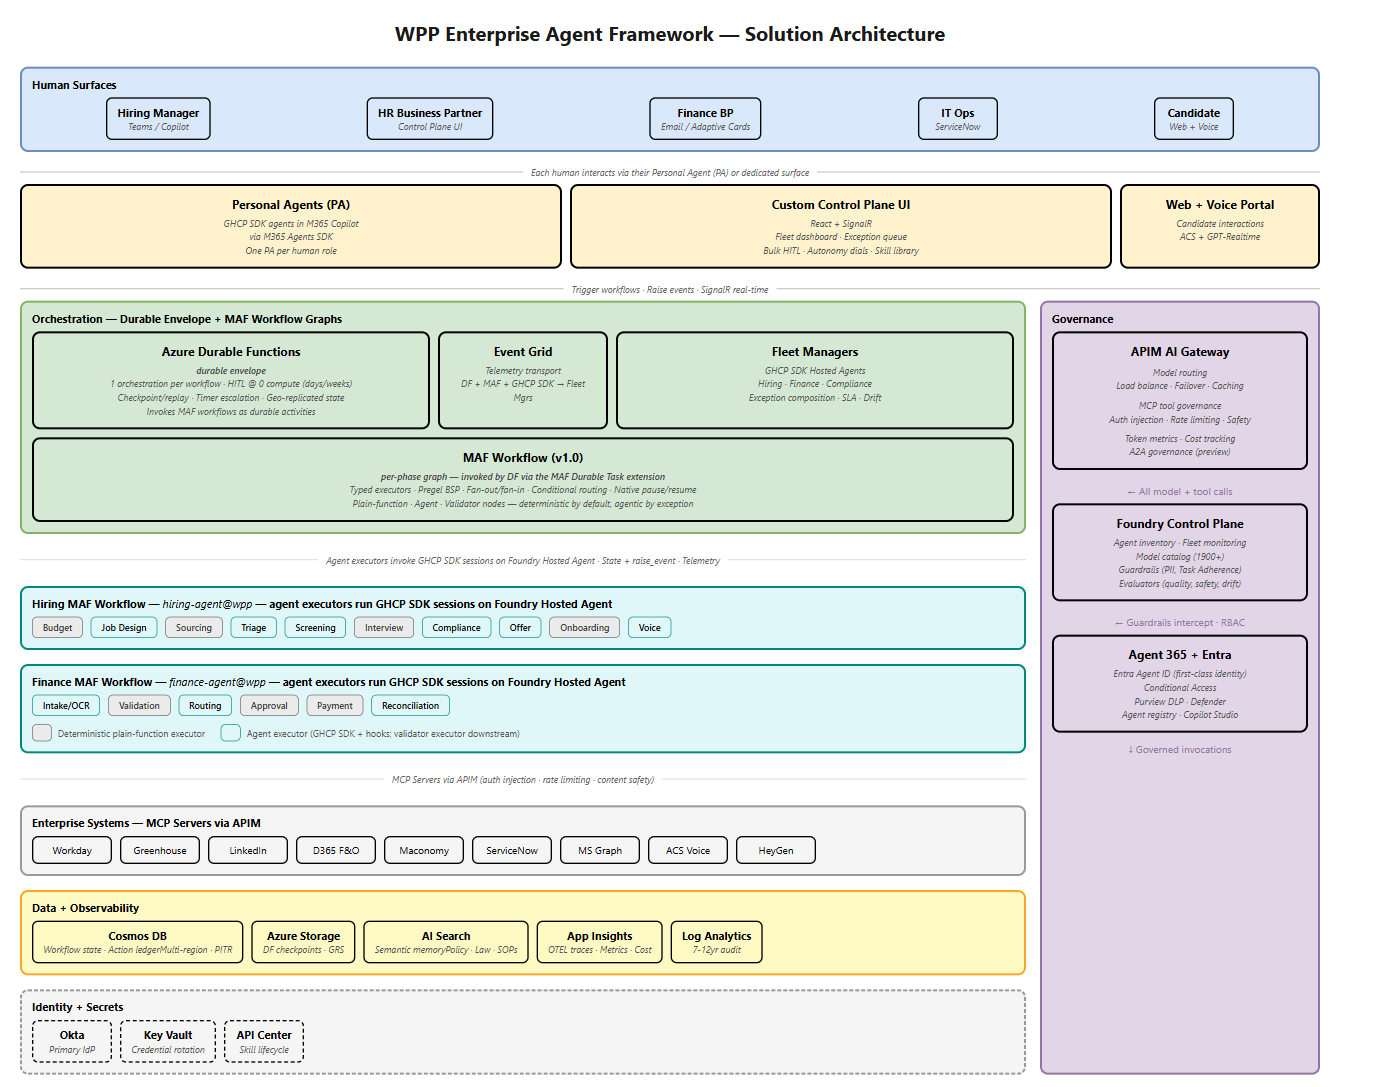 WPP Enterprise Agent Framework — Solution Architecture
Human Surfaces
Hiring Manager
Teams / Copilot
HR Business Partner
Control Plane UI
Finance BP
Email / Adaptive Cards
IT Ops
ServiceNow
Candidate
Web + Voice
Each human interacts via their Personal Agent (PA) or dedicated surface
Personal Agents (PA)
GHCP SDK agents in M365 Copilot
via M365 Agents SDK
One PA per human role
Custom Control Plane UI
React + SignalR
Fleet dashboard · Exception queue
Bulk HITL · Autonomy dials · Skill library
Web + Voice Portal
Candidate interactions
ACS + GPT-Realtime
Trigger workflows · Raise events · SignalR real-time
Orchestration — Durable Envelope + MAF Workflow Graphs
Azure Durable Functions
durable envelope
1 orchestration per workflow · HITL @ 0 compute (days/weeks)
Checkpoint/replay · Timer escalation · Geo-replicated state
Invokes MAF workflows as durable activities
Event Grid
Telemetry transport
DF + MAF + GHCP SDK → Fleet
Mgrs
Fleet Managers
GHCP SDK Hosted Agents
Hiring · Finance · Compliance
Exception composition · SLA · Drift
MAF Workflow (v1.0)
per-phase graph — invoked by DF via the MAF Durable Task extension
Typed executors · Pregel BSP · Fan-out/fan-in · Conditional routing · Native pause/resume
Plain-function · Agent · Validator nodes — deterministic by default, agentic by exception
Agent executors invoke GHCP SDK sessions on Foundry Hosted Agent · State + raise_event · Telemetry
Hiring MAF Workflow — hiring-agent@wpp — agent executors run GHCP SDK sessions on Foundry Hosted Agent
Budget
Job Design
Sourcing
Triage
Screening
Interview
Compliance
Offer
Onboarding
Voice
Finance MAF Workflow — finance-agent@wpp — agent executors run GHCP SDK sessions on Foundry Hosted Agent
Intake/OCR
Validation
Routing
Approval
Payment
Reconciliation
Deterministic plain-function executor
Agent executor (GHCP SDK + hooks; validator executor downstream)
MCP Servers via APIM (auth injection · rate limiting · content safety)
Enterprise Systems — MCP Servers via APIM
Workday
Greenhouse
LinkedIn
D365 F&O
Maconomy
ServiceNow
MS Graph
ACS Voice
HeyGen
Data + Observability
Cosmos DB
Workflow state · Action ledgerMulti-region · PITR
Azure Storage
DF checkpoints · GRS
AI Search
Semantic memoryPolicy · Law · SOPs
App Insights
OTEL traces · Metrics · Cost
Log Analytics
7-12yr audit
Identity + Secrets
Okta
Primary IdP
Key Vault
Credential rotation
API Center
Skill lifecycle
Governance
APIM AI Gateway
Model routing
Load balance · Failover · Caching
MCP tool governance
Auth injection · Rate limiting · Safety
Token metrics · Cost tracking
A2A governance (preview)
← All model + tool calls
Foundry Control Plane
Agent inventory · Fleet monitoring
Model catalog (1900+)
Guardrails (PII, Task Adherence)
Evaluators (quality, safety, drift)
← Guardrails intercept · RBAC
Agent 365 + Entra
Entra Agent ID (first-class identity)
Conditional Access
Purview DLP · Defender
Agent registry · Copilot Studio
↓ Governed invocations